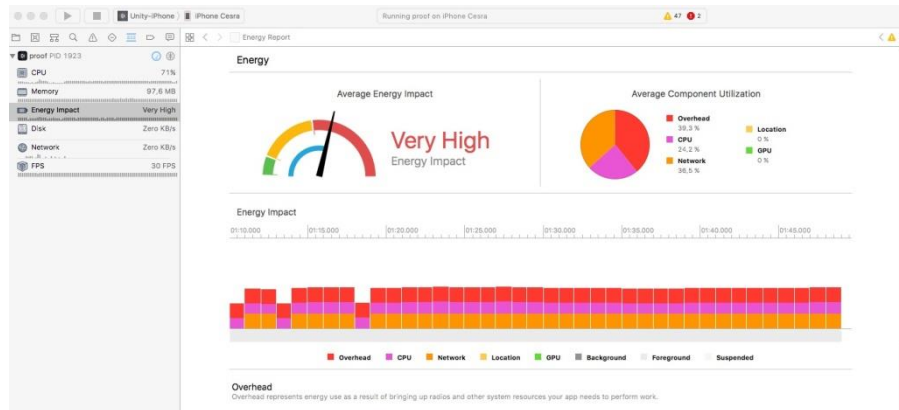 Unity-iPhone
iPhone Cesra
Running proof on iPhone Cesra
47
2
Energy Report
proof PID 1923
CPU 71%
Memory 97,6 MB
Energy Impact Very High
Disk Zero KB/s
Network Zero KB/s
FPS 30 FPS
Energy
Average Energy Impact
Very High
Energy Impact
Average Component Utilization
Overhead
39,3 %
CPU
24,2 %
Network
36,5 %
Location
0 %
GPU
0 %
Energy Impact
01:10.000 01:15.000 01:20.000 01:25.000 01:30.000 01:35.000 01:40.000 01:45.000
Overhead CPU Network Location GPU Background Foreground Suspended
Overhead
Overhead represents energy use as a result of bringing up radios and other system resources your app needs to perform work.